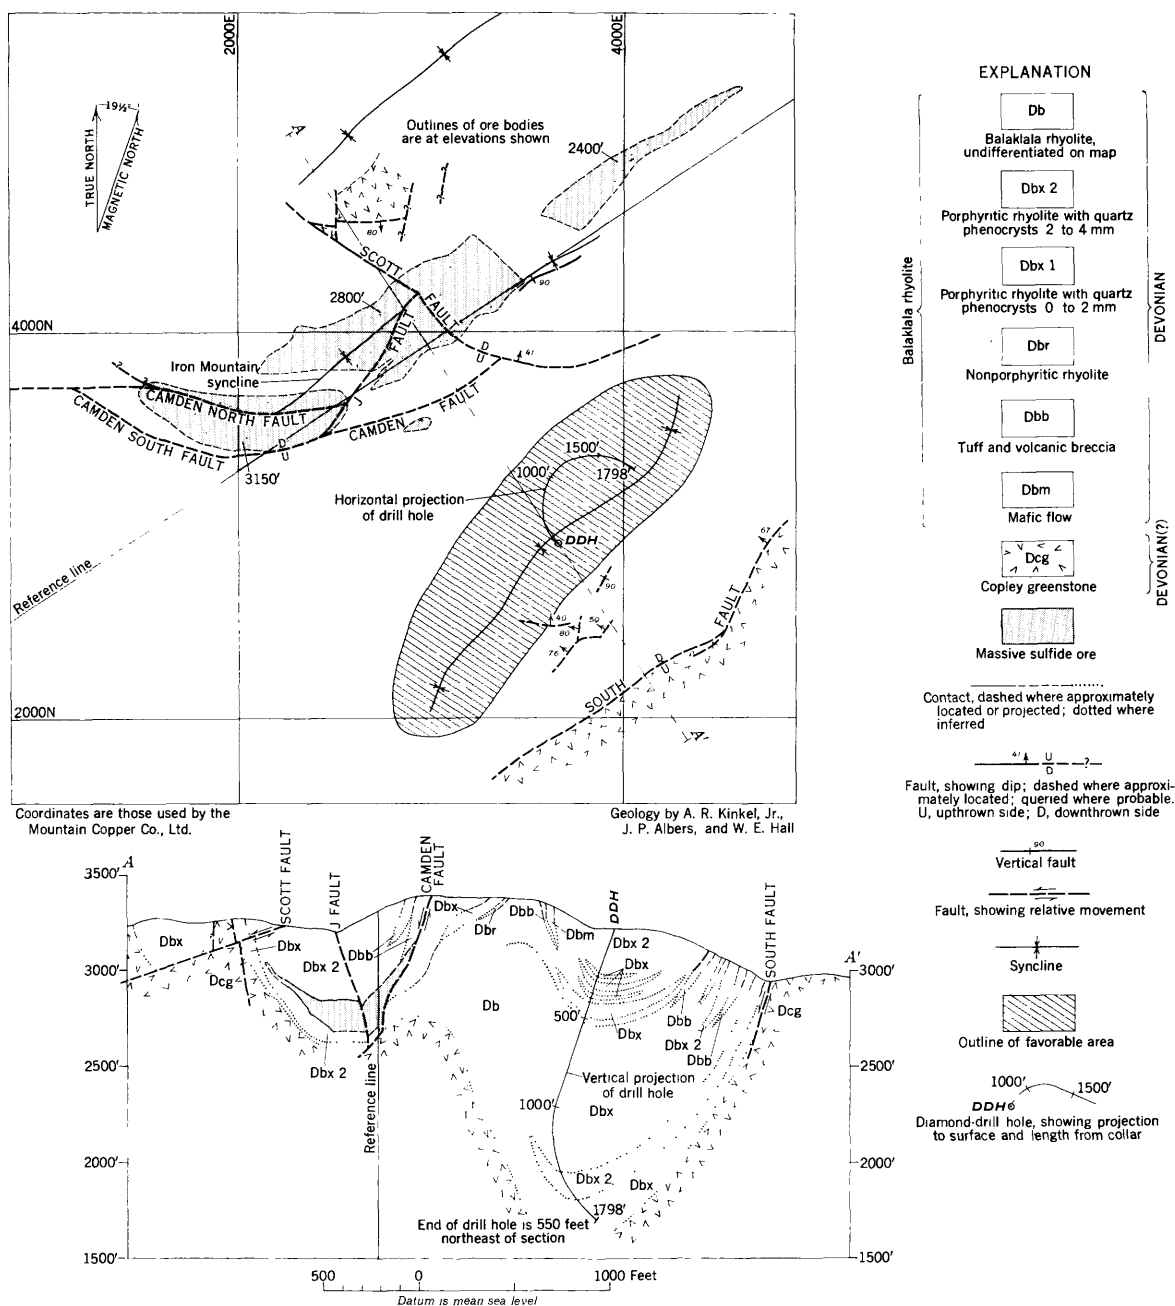 2000E
4000E
19½°
TRUE NORTH
MAGNETIC NORTH
A
Outlines of ore bodies
are at elevations shown
2400'
80
SCOTT
FAULT
90
2800'
FAULT
4000N
D
U
41
Iron Mountain
syncline
J
CAMDEN NORTH FAULT
CAMDEN FAULT
CAMDEN SOUTH FAULT
D
U
3150'
1500'
1000'
1798'
Horizontal projection
of drill hole
DDH
67
Reference line
90
40
80
50
76
SOUTH FAULT
D
U
2000N
A'
Coordinates are those used by the
Mountain Copper Co., Ltd.
Geology by A. R. Kinkel, Jr.,
J. P. Albers, and W. E. Hall
EXPLANATION
Db
Balaklala rhyolite,
undifferentiated on map
Dbx 2
Porphyritic rhyolite with quartz
phenocrysts 2 to 4 mm
Dbx 1
Porphyritic rhyolite with quartz
phenocrysts 0 to 2 mm
Dbr
Nonporphyritic rhyolite
Dbb
Tuff and volcanic breccia
Dbm
Mafic flow
Balaklala rhyolite
DEVONIAN
Dcg
Copley greenstone
DEVONIAN(?)
Massive sulfide ore
Contact, dashed where approximately
located or projected; dotted where
inferred
41 U
D ?
Fault, showing dip; dashed where approxi-
mately located; queried where probable.
U, upthrown side; D, downthrown side
90
Vertical fault
Fault, showing relative movement
Syncline
Outline of favorable area
1000' 1500'
DDH
Diamond-drill hole, showing projection
to surface and length from collar
A
3500'
3000'
2500'
2000'
1500'
SCOTT FAULT
J FAULT
CAMDEN
FAULT
DDH
SOUTH FAULT
A'
3000'
2500'
2000'
1500'
Dbx
Dbx
Dcg
Dbx 2
Dbb
Dbx 2
Dbx
Dbr
Dbb
Dbm
Dbx 2
Dbx
Db
500'
Dbx
Dbb
Dbx 2
Dbb
Dcg
Reference line
Vertical projection
of drill hole
1000'
Dbx
Dbx 2
Dbx
1798'
End of drill hole is 550 feet
northeast of section
500 0 1000 Feet
Datum is mean sea level